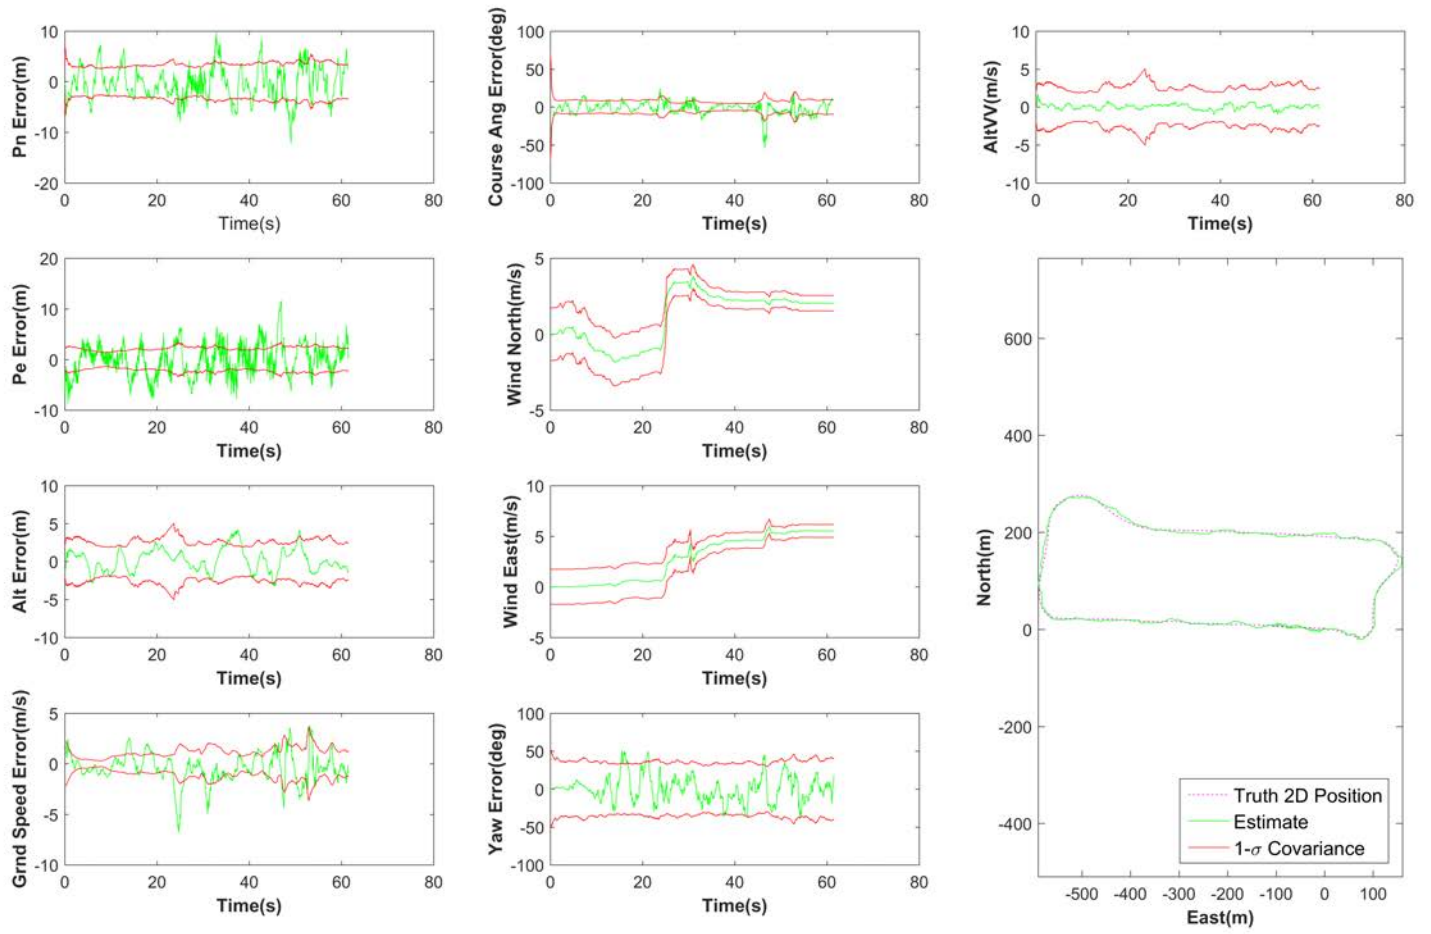 Pn Error(m)
10
0
-10
-20
0 20 40 60 80
Time(s)
Course Ang Error(deg)
100
50
0
-50
-100
0 20 40 60 80
Time(s)
AltVV(m/s)
10
5
0
-5
-10
0 20 40 60 80
Time(s)
Pe Error(m)
20
10
0
-10
0 20 40 60 80
Time(s)
Wind North(m/s)
5
0
-5
0 20 40 60 80
Time(s)
Alt Error(m)
10
5
0
-5
-10
0 20 40 60 80
Time(s)
Wind East(m/s)
10
5
0
-5
0 20 40 60 80
Time(s)
Grnd Speed Error(m/s)
5
0
-5
-10
0 20 40 60 80
Time(s)
Yaw Error(deg)
100
50
0
-50
-100
0 20 40 60 80
Time(s)
North(m)
600
400
200
0
-200
-400
Truth 2D Position
Estimate
1-σ Covariance
-500 -400 -300 -200 -100 0 100
East(m)